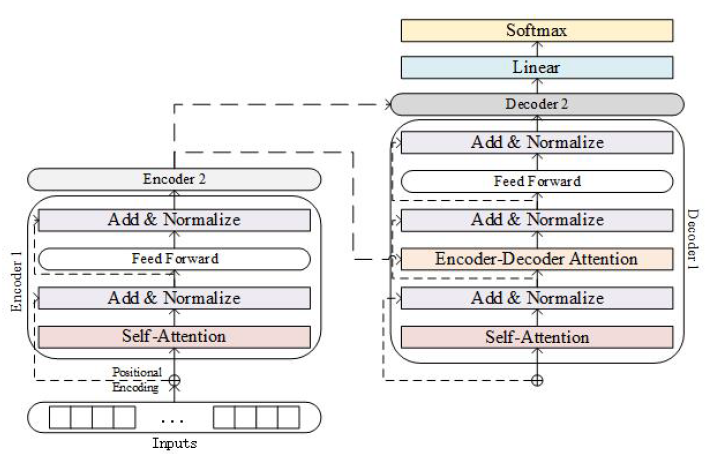 Softmax
Linear
Decoder 2
Add & Normalize
Feed Forward
Add & Normalize
Encoder-Decoder Attention
Add & Normalize
Self-Attention
Decoder 1
Encoder 2
Add & Normalize
Feed Forward
Add & Normalize
Self-Attention
Encoder 1
Positional
Encoding
...
Inputs